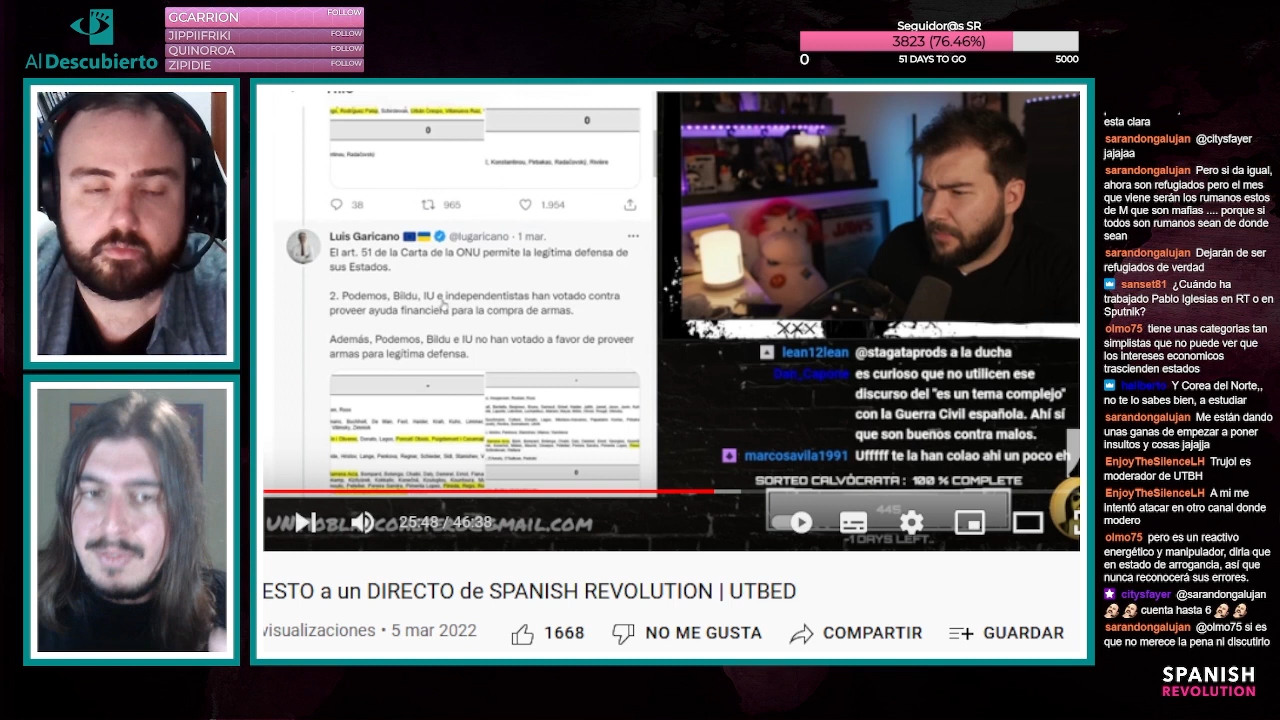 Al Descubierto
GCARRION FOLLOW
JIPPIIFRIKI FOLLOW
QUINOROA FOLLOW
ZIPIDIE FOLLOW
Seguidor@s SR
3823 (76.46%)
0 51 DAYS TO GO 5000
0
0
38 965 1.954
Luis Garicano @lugaricano · 1 mar.
El art. 51 de la Carta de la ONU permite la legítima defensa de
sus Estados.
2. Podemos, Bildu, IU e independentistas han votado contra
proveer ayuda financiera para la compra de armas.
Además, Podemos, Bildu e IU no han votado a favor de proveer
armas para legítima defensa.
XXX
lean12lean @stagataprods a la ducha
es curioso que no utilicen ese
discurso del "es un tema complejo"
con la Guerra Civil española. Ahí sí
que son buenos contra malos.
marcosavila1991 Uffffff te la han colao ahi un poco eh
SORTEO CALVÒCRATA : 100 % COMPLETE
445
-1 DAYS LEFT..
25:48 / 46:38
ESTO a un DIRECTO de SPANISH REVOLUTION | UTBED
visualizaciones • 5 mar 2022
1668 NO ME GUSTA COMPARTIR GUARDAR
esta clara
sarandongalujan @citysfayer
jajajaa
sarandongalujan Pero si da igual,
ahora son refugiados pero el mes
que viene serán los rumanos estos
de M que son mafias .... porque si
todos son rumanis sean de donde
sean
sarandongalujan Dejarán de ser
refugiados de verdad
sanset81 ¿Cuándo ha
trabajado Pablo Iglesias en RT o en
Sputnik?
olmo75 tiene unas categorias tan
simplistas que no puede ver que
los intereses economicos
trascienden estados
Y Corea del Norte,,
no te lo sabes bien eh?
sarandongalujan Me están dando
unas ganas de empezar a poner
insultos y cosas feas....
EnjoyTheSilenceLH Trupi es
moderador de UTBH
EnjoyTheSilenceLH A mi me
intentó atacar en otro canal donde
modero
olmo75 pero es un reactivo
energético y manipulador, diria que
en estado de arrogancia, así que
nunca reconocerá sus errores.
citysfayer @sarandongalujan
cuenta hasta 6
sarandongalujan @olmo75 si es
que no merece la pena ni discutirlo
SPANISH
REVOLUTION